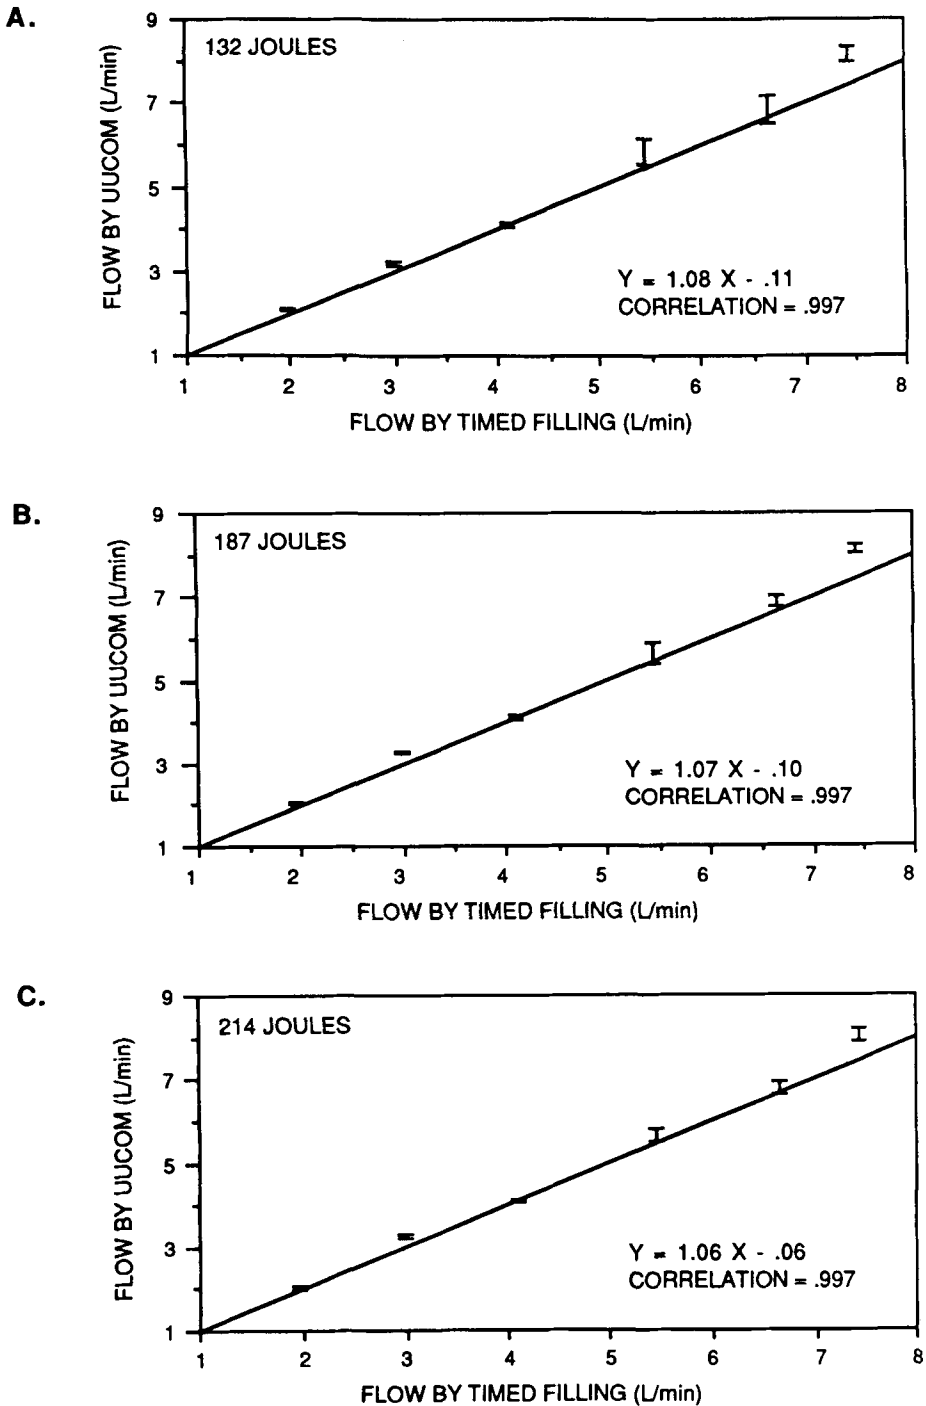 A.
132 JOULES
FLOW BY UUCOM (L/min)
9
7
5
3
1
Y = 1.08 X - .11
CORRELATION = .997
1 2 3 4 5 6 7 8
FLOW BY TIMED FILLING (L/min)
B.
187 JOULES
FLOW BY UUCOM (L/min)
9
7
5
3
1
Y = 1.07 X - .10
CORRELATION = .997
1 2 3 4 5 6 7 8
FLOW BY TIMED FILLING (L/min)
C.
214 JOULES
FLOW BY UUCOM (L/min)
9
7
5
3
1
Y = 1.06 X - .06
CORRELATION = .997
1 2 3 4 5 6 7 8
FLOW BY TIMED FILLING (L/min)